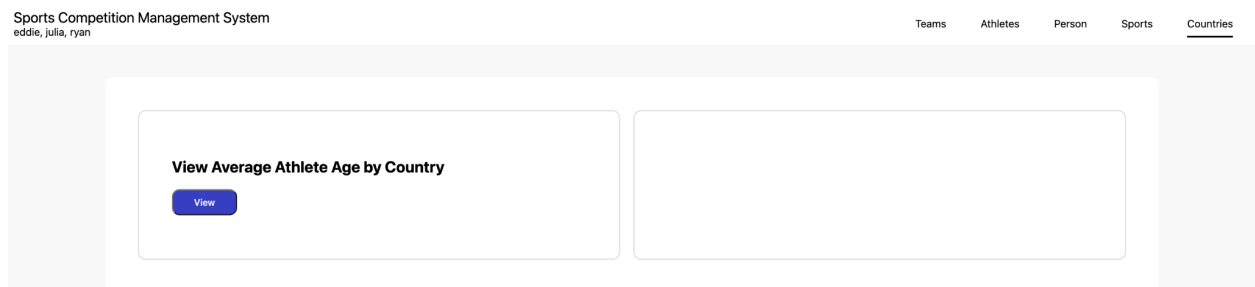 Sports Competition Management System
eddie, julia, ryan
Teams Athletes Person Sports Countries
View Average Athlete Age by Country
View